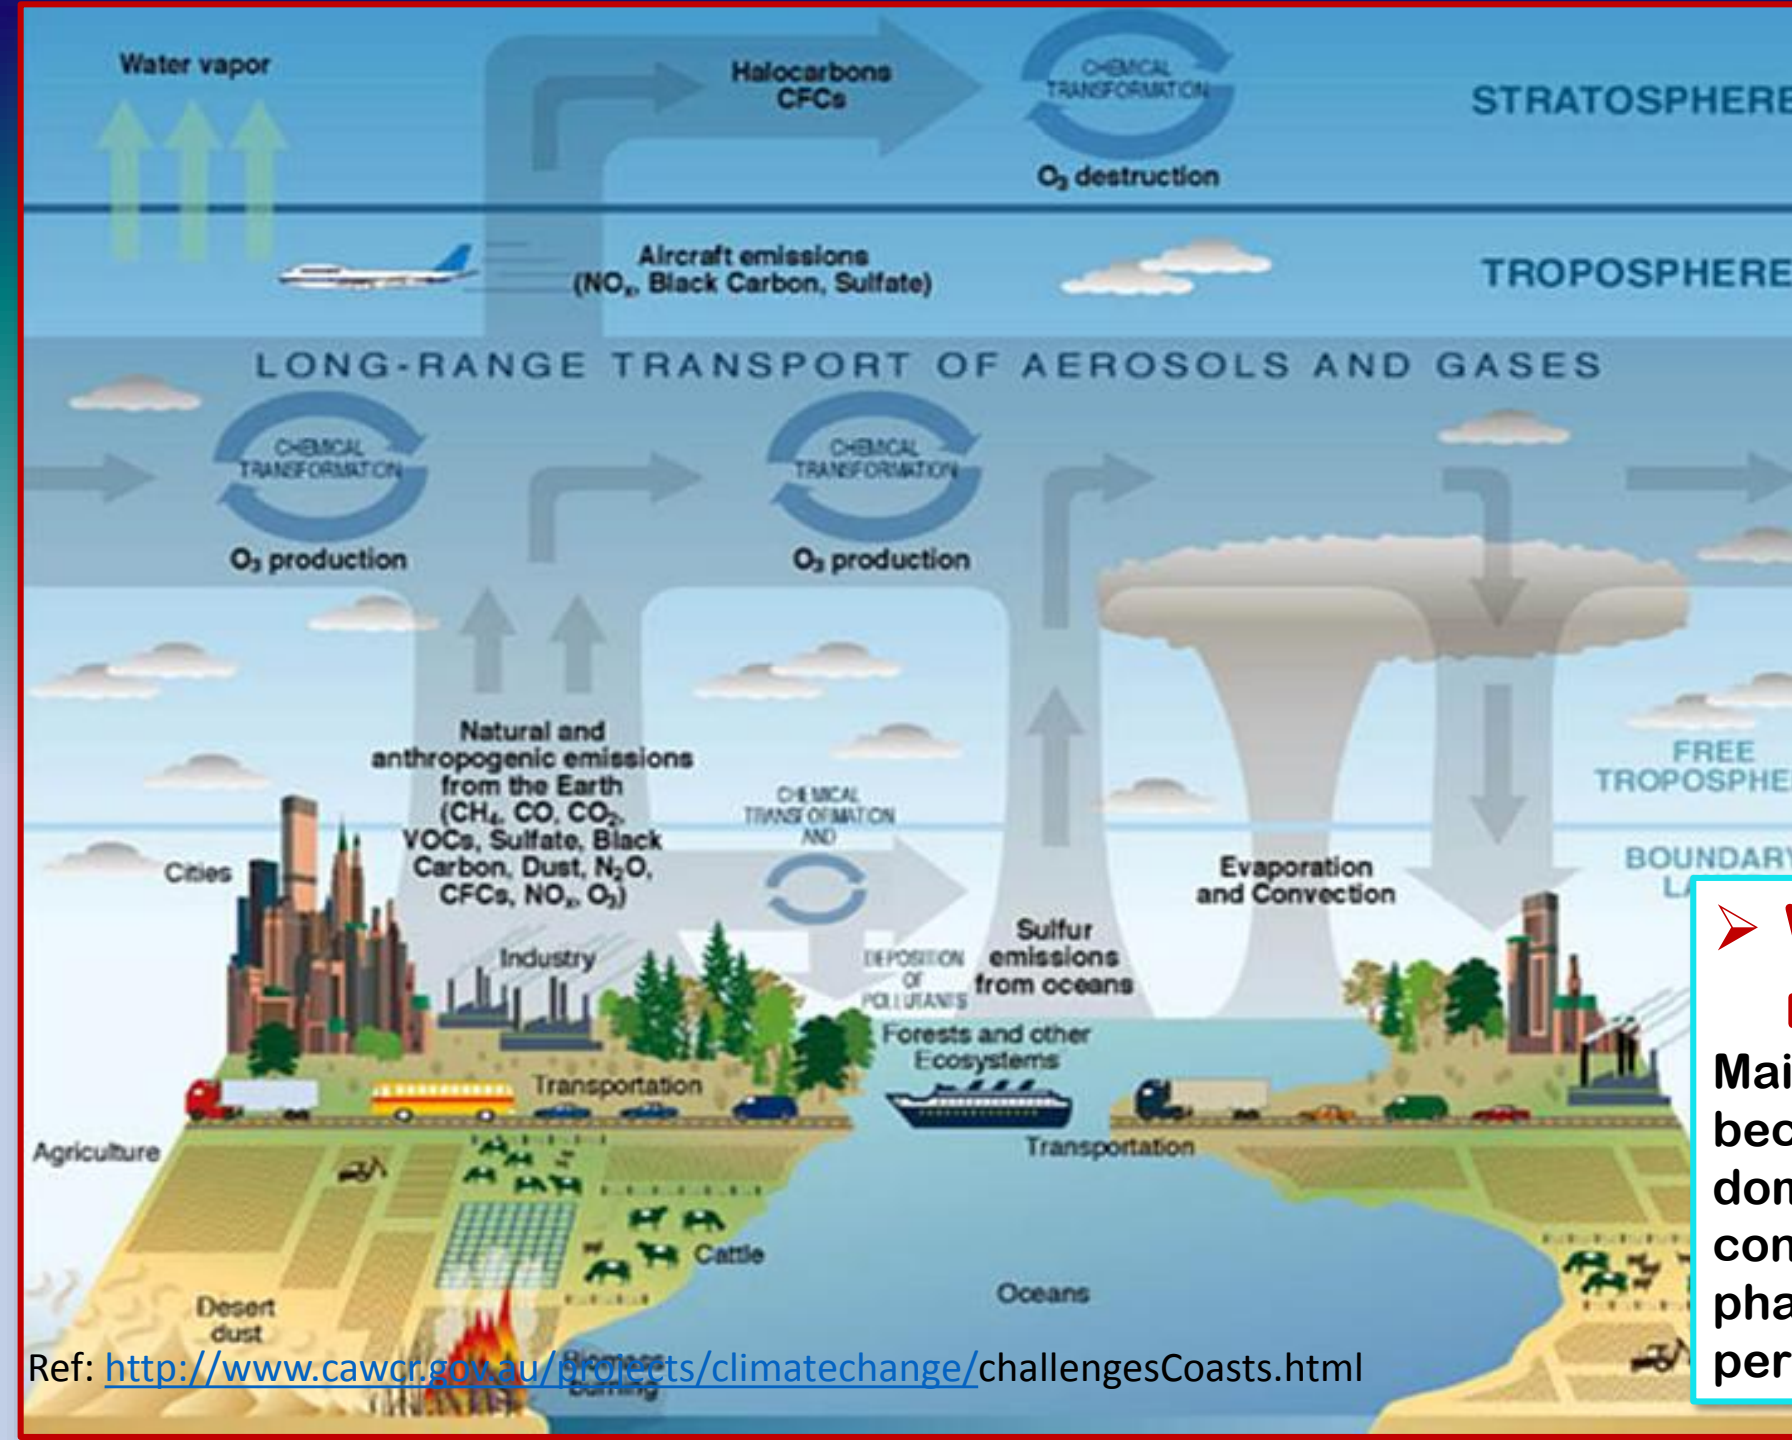 Water vapor
Halocarbons
CFCs
CHEMICAL
TRANSFORMATION
O₃ destruction
STRATOSPHERE
Aircraft emissions
(NOₓ, Black Carbon, Sulfate)
TROPOSPHERE
LONG-RANGE TRANSPORT OF AEROSOLS AND GASES
CHEMICAL
TRANSFORMATION
O₃ production
CHEMICAL
TRANSFORMATION
O₃ production
Natural and
anthropogenic emissions
from the Earth
(CH₄, CO, CO₂,
VOCs, Sulfate, Black
Carbon, Dust, N₂O,
CFCs, NOₓ, O₃)
CHEMICAL
TRANSFORMATION
AND
DEPOSITION
OF
POLLUTANTS
FREE
TROPOSPHE
BOUNDARY
Evaporation
and Convection
Sulfur
emissions
from oceans
Cities
Industry
Forests and other
Ecosystems
Transportation
Transportation
Agriculture
Cattle
Oceans
Desert
dust
Biomass
burning
Ref: http://www.cawcr.gov.au/projects/climatechange/challengesCoasts.html
Mai
bec
dom
con
pha
per